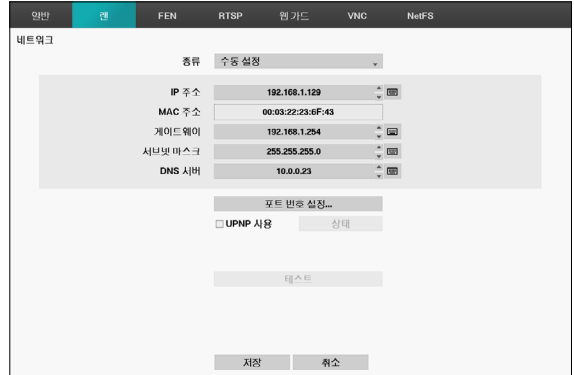 일반 랜 FEN RTSP 웹 가드 VNC NetFS
네트워크
종류 수동 설정
IP 주소 192.168.1.129
MAC 주소 00:03:22:23:6F:43
게이트웨이 192.168.1.254
서브넷 마스크 255.255.255.0
DNS 서버 10.0.0.23
포트 번호 설정...
UPNP 사용 상태
테스트
저장 취소